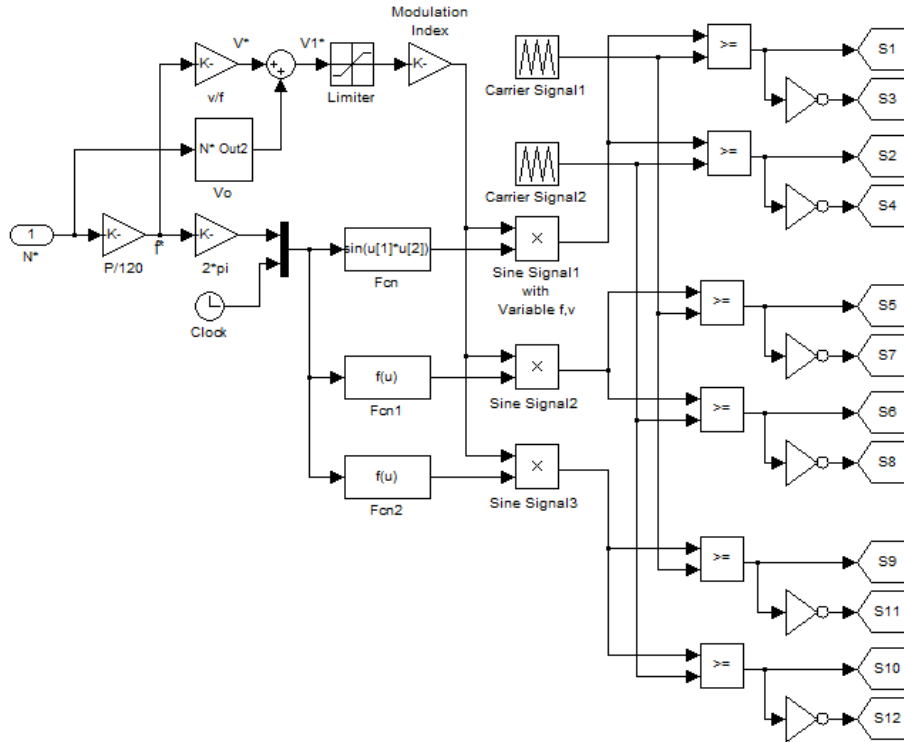 Modulation
Index
V*
V1*
K-
+
+
K-
v/f
Limiter
N* Out2
Vo
1
N*
K-
P/120
f*
K-
2*pi
Clock
sin(u[1]*u[2])
Fcn
f(u)
Fcn1
f(u)
Fcn2
Carrier Signal1
Carrier Signal2
×
Sine Signal1
with
Variable f,v
×
Sine Signal2
×
Sine Signal3
>=
S1
S3
>=
S2
S4
>=
S5
S7
>=
S6
S8
>=
S9
S11
>=
S10
S12